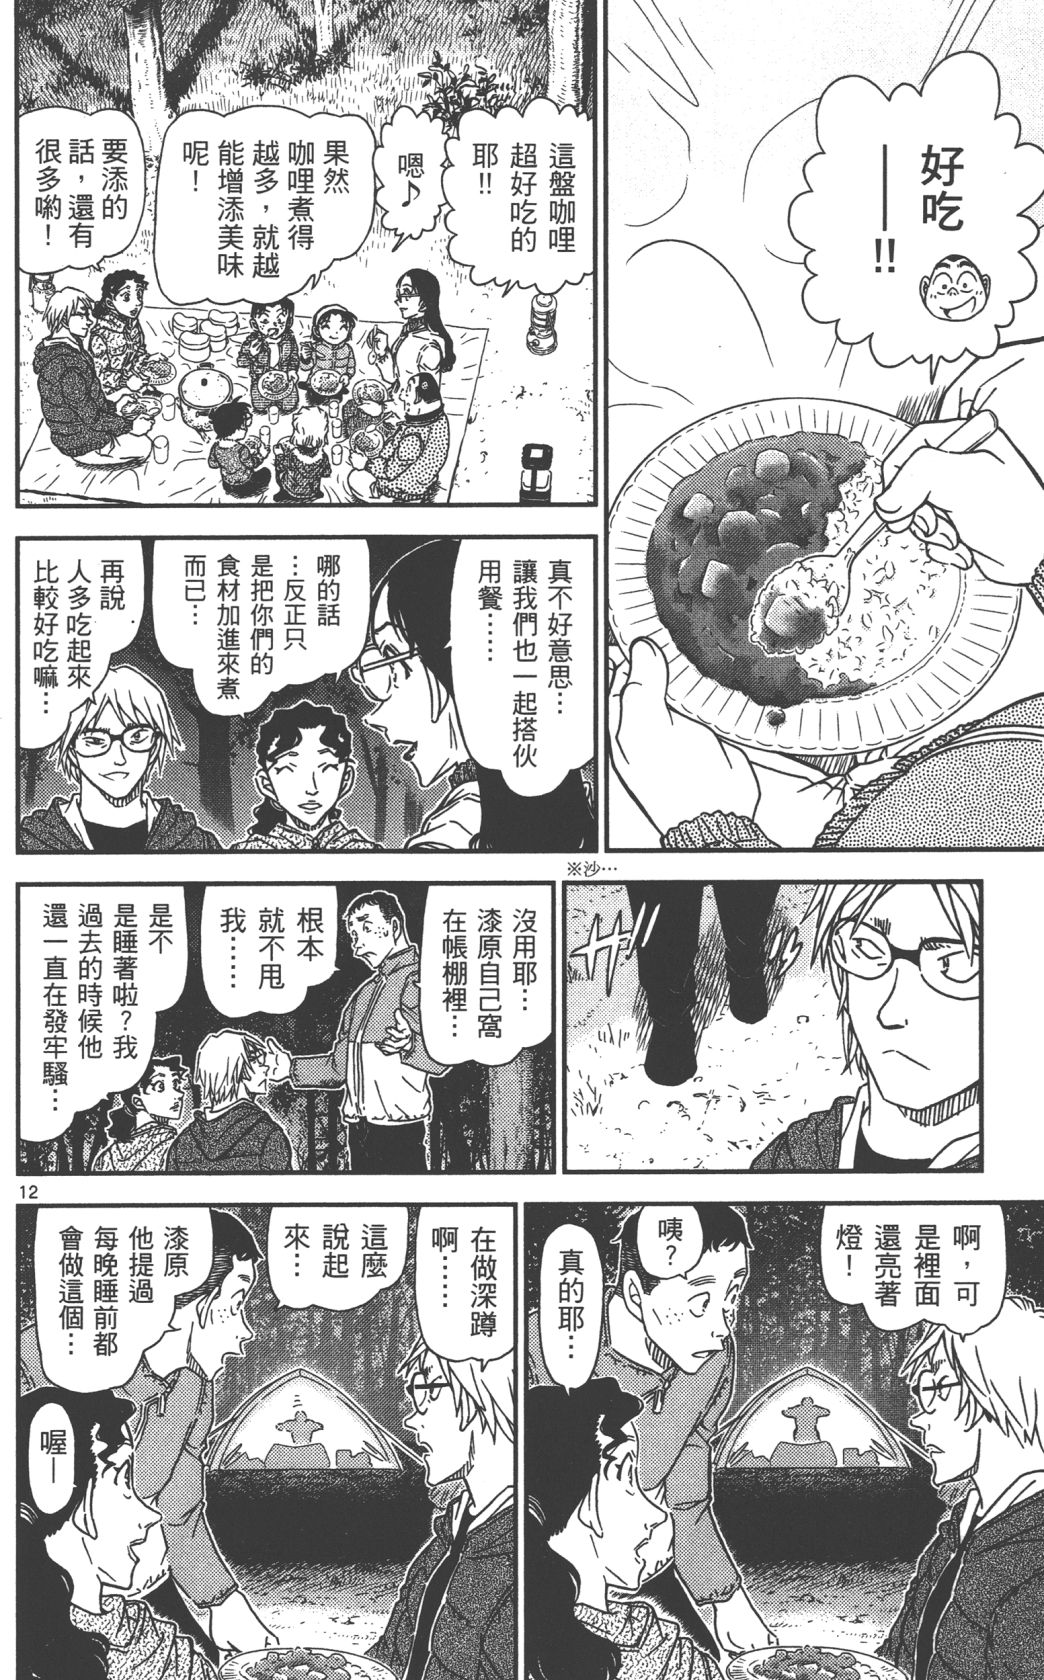 好吃
──!!
這盤咖哩
超好吃的
耶!!
嗯♪
果然
咖哩煮得
越多，就越
能增添美味
呢！
要添的
話，還有
很多喲！
真不好意思…
讓我們也一起搭伙
用餐……
哪的話
…反正只
是把你們的
食材加進來煮
而已…
再說
人多吃起來
比較好吃嘛…
※沙…
ザッ
沒用耶…
漆原自己窩
在帳棚裡…
根本
就不甩
我……
是不
是睡著啦？我
過去的時候他
還一直在發牢騷…
12
啊，可
是裡面
還亮著
燈！
咦？
真的耶…
在做深蹲
啊……
這麼
說起
來…
漆原
他提過
每晚睡前都
會做這個…
喔─